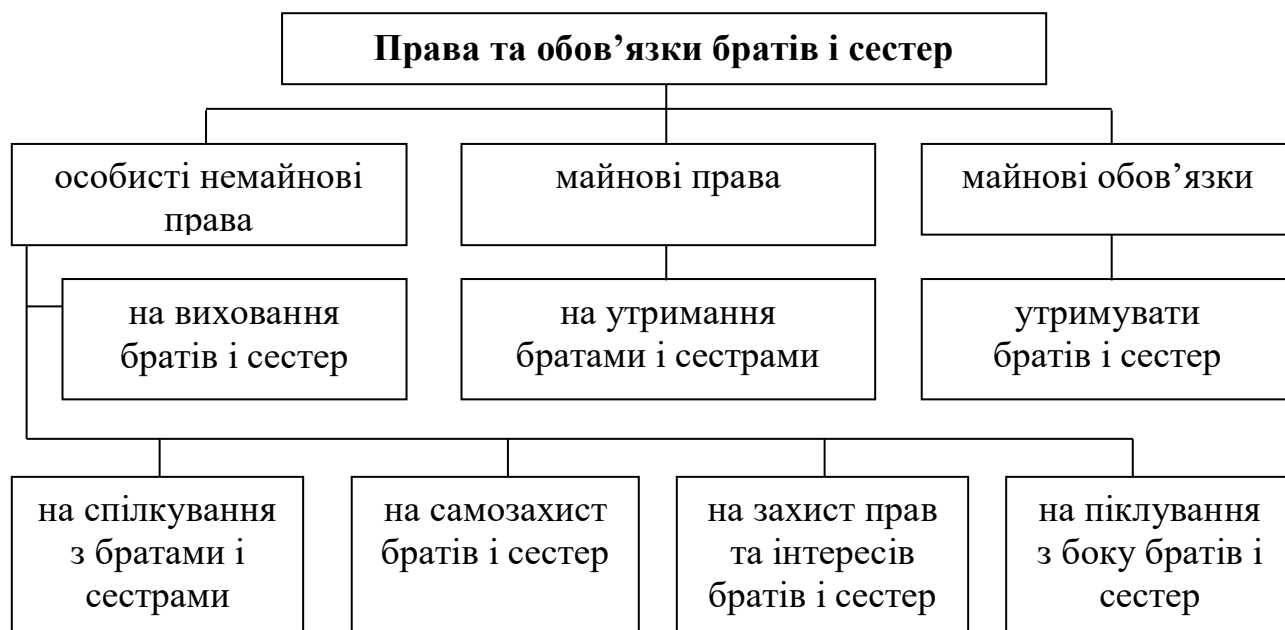 Права та обов’язки братів і сестер
особисті немайнові
права
майнові права
майнові обов’язки
на виховання
братів і сестер
на утримання
братами і сестрами
утримувати
братів і сестер
на спілкування
з братами і
сестрами
на самозахист
братів і сестер
на захист прав
та інтересів
братів і сестер
на піклування
з боку братів і
сестер